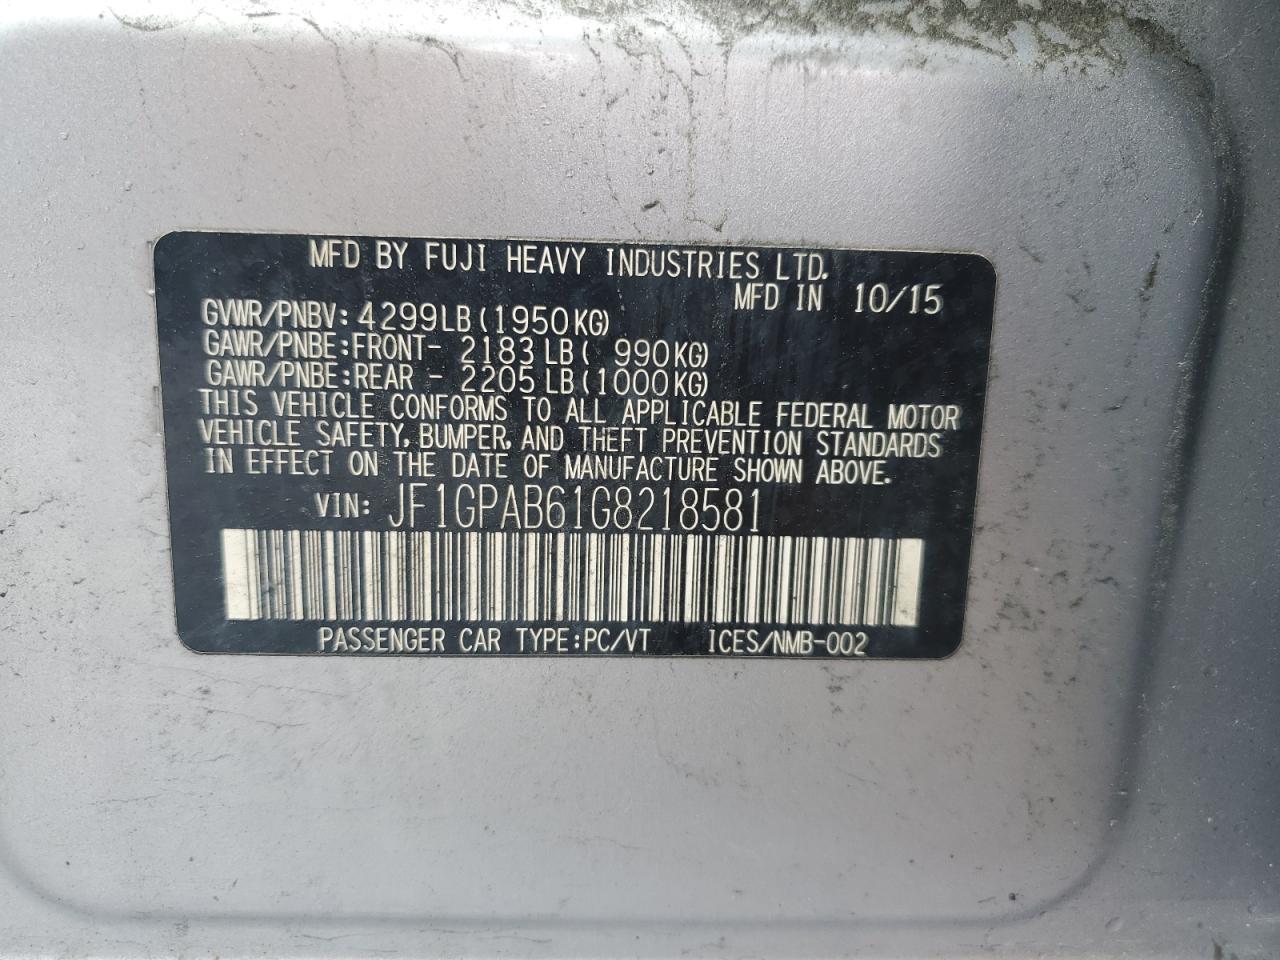 MFD BY FUJI HEAVY INDUSTRIES LTD.
MFD IN 10/15
GVWR/PNBV: 4299LB(1950KG)
GAWR/PNBE:FRONT- 2183LB( 990KG)
GAWR/PNBE:REAR - 2205LB(1000KG)
THIS VEHICLE CONFORMS TO ALL APPLICABLE FEDERAL MOTOR
VEHICLE SAFETY, BUMPER, AND THEFT PREVENTION STANDARDS
IN EFFECT ON THE DATE OF MANUFACTURE SHOWN ABOVE.
VIN: JF1GPAB61G8218581
PASSENGER CAR TYPE:PC/VT ICES/NMB-002